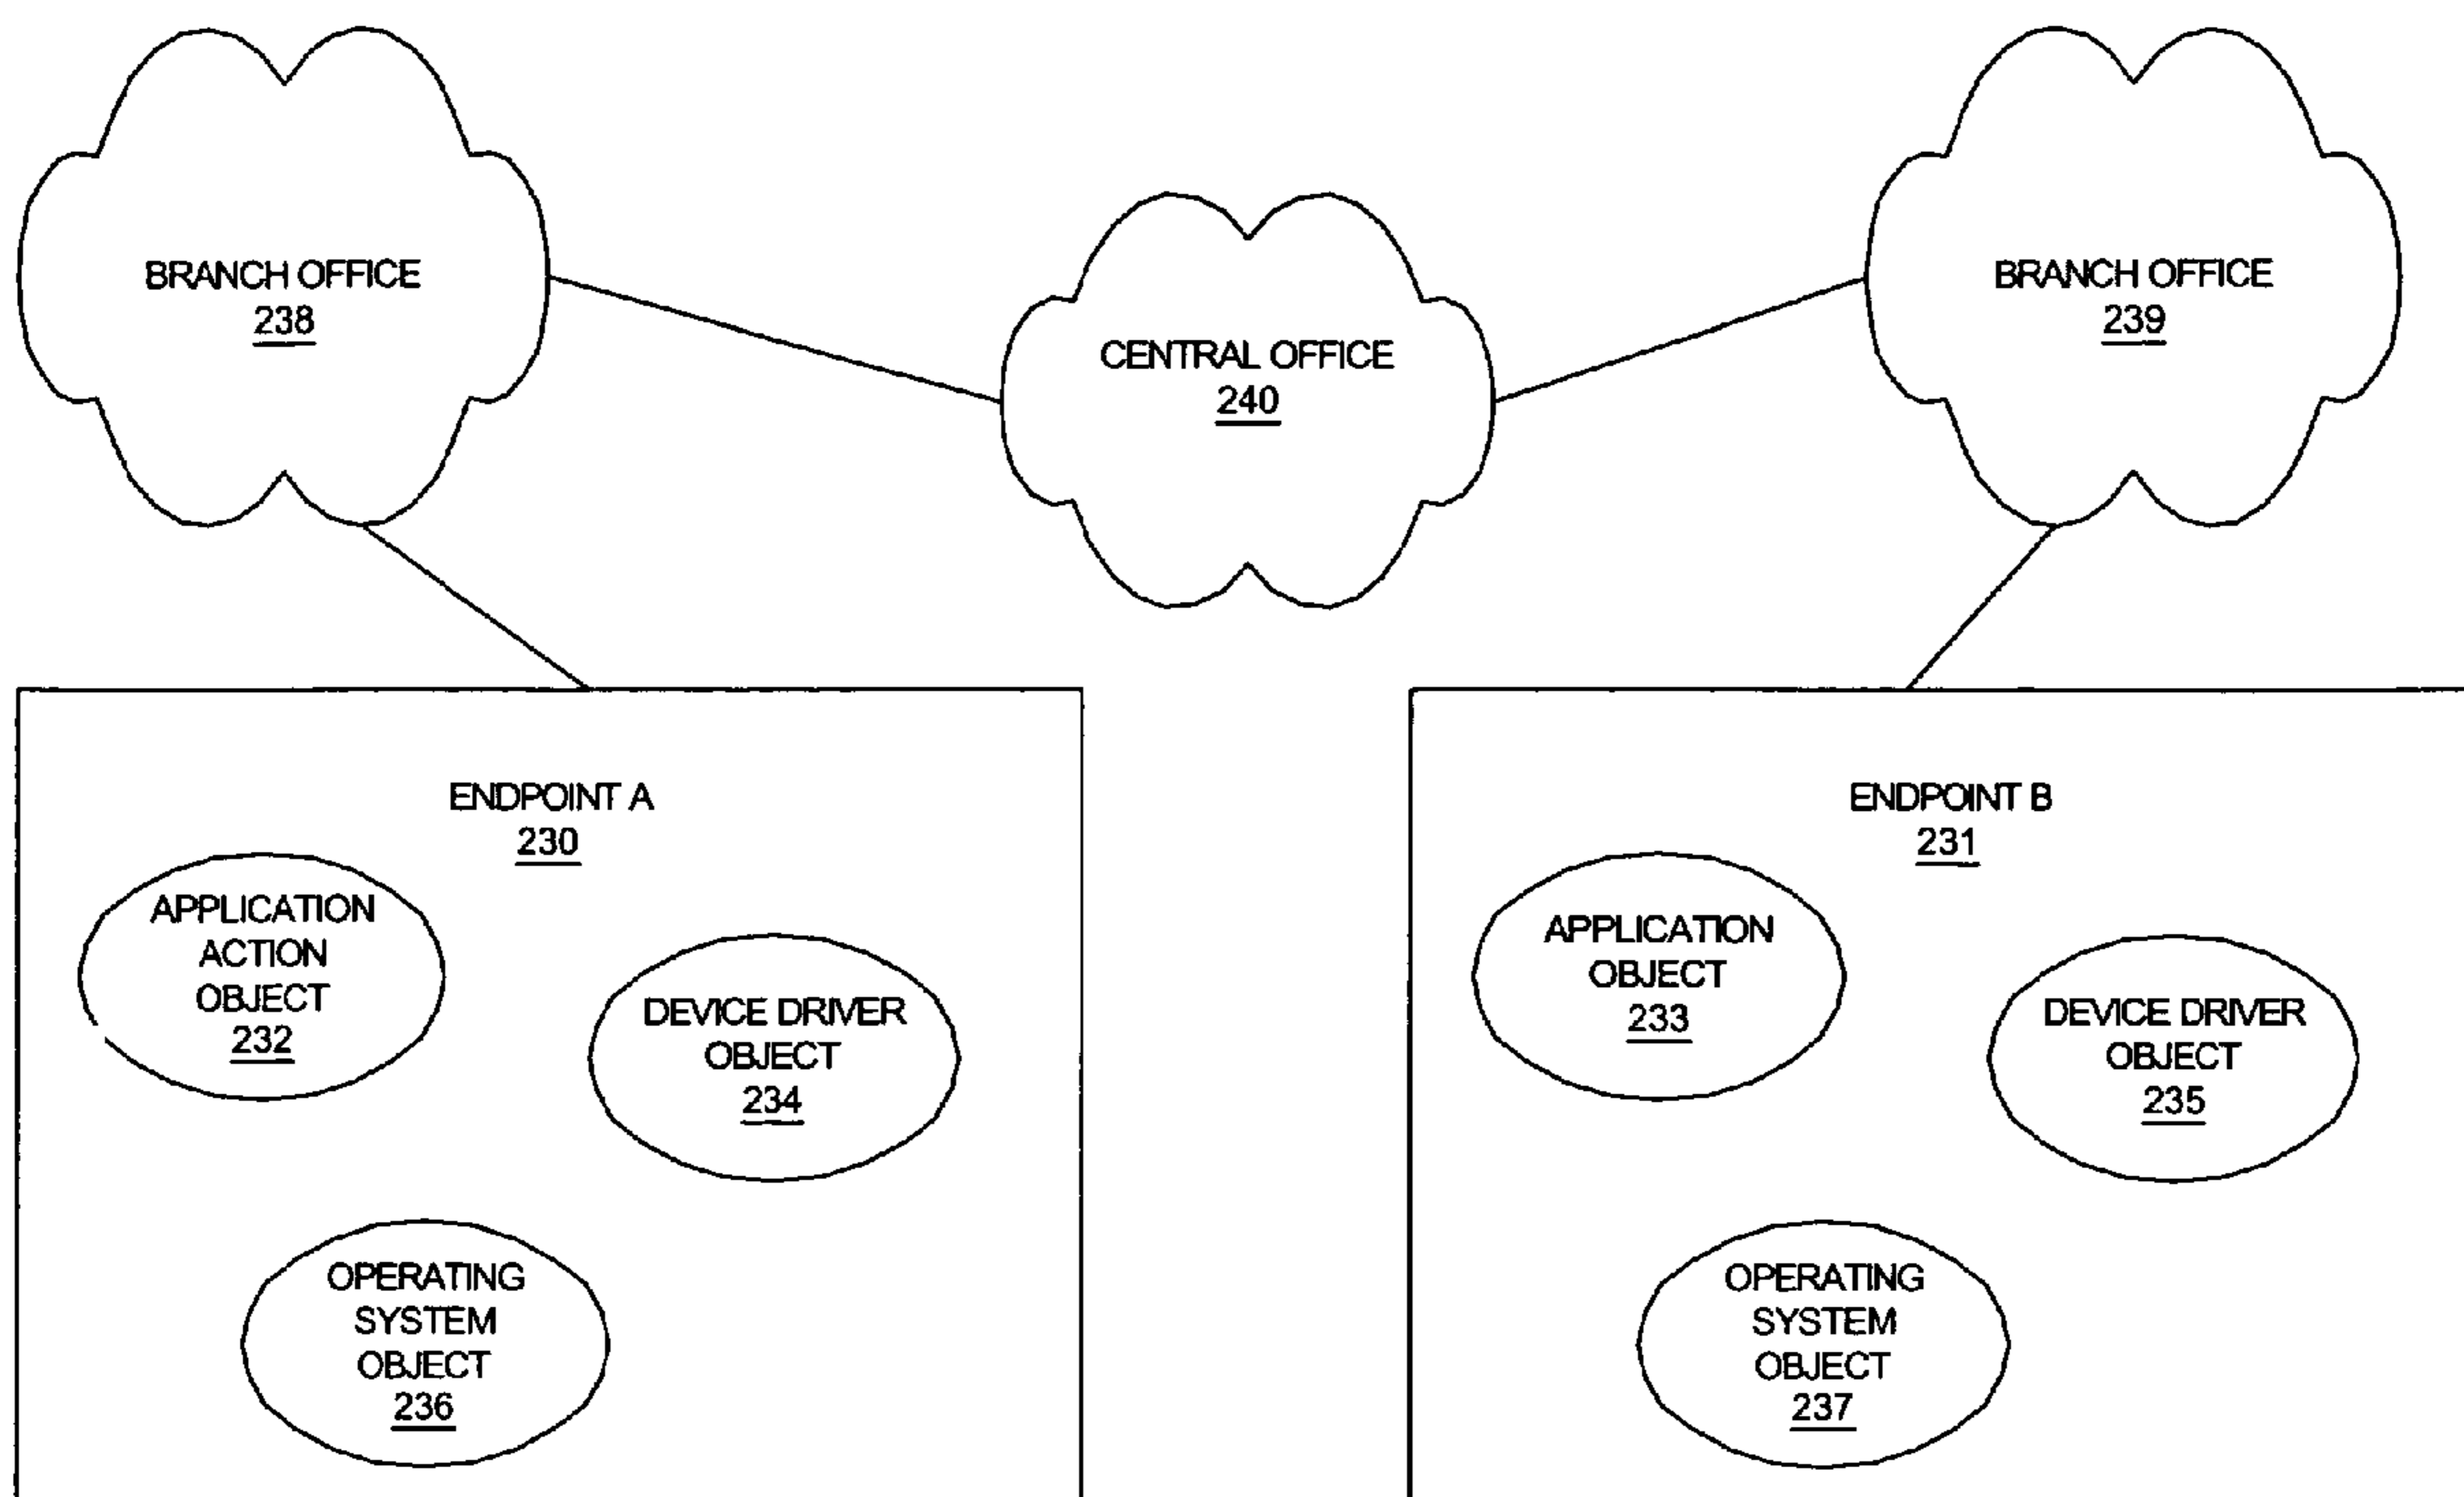 BRANCH OFFICE
238
CENTRAL OFFICE
240
BRANCH OFFICE
239
ENDPOINT A
230
APPLICATION
ACTION
OBJECT
232
DEVICE DRIVER
OBJECT
234
OPERATING
SYSTEM
OBJECT
236
ENDPOINT B
231
APPLICATION
OBJECT
233
DEVICE DRIVER
OBJECT
235
OPERATING
SYSTEM
OBJECT
237